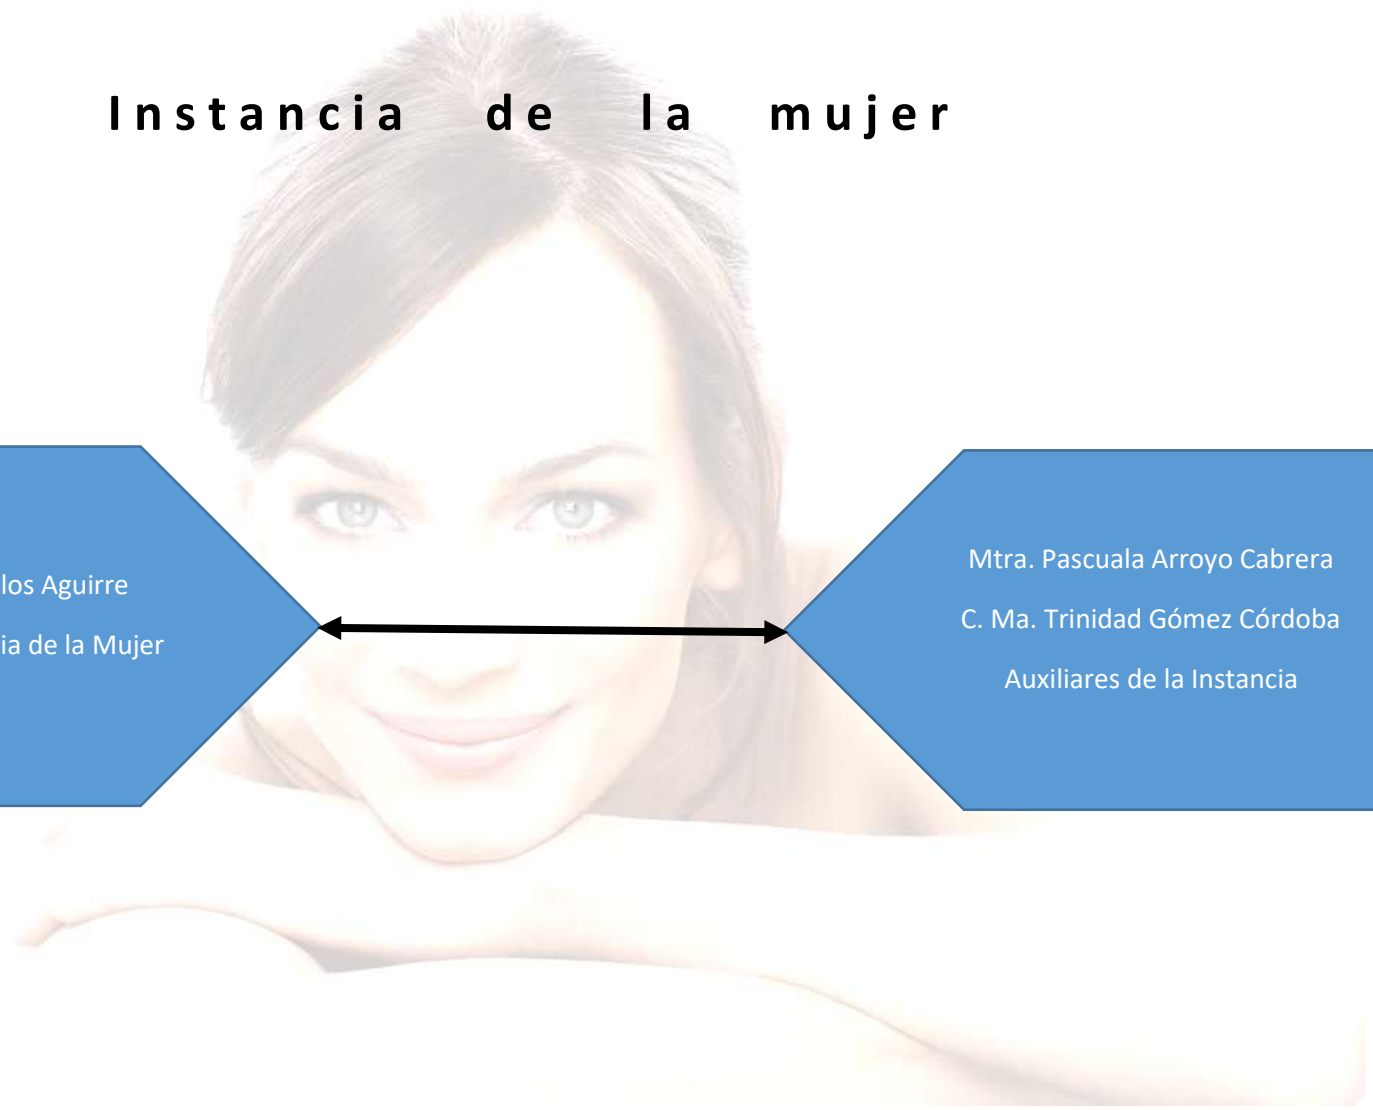 Instancia de la mujer
los Aguirre
ia de la Mujer
Mtra. Pascuala Arroyo Cabrera
C. Ma. Trinidad Gómez Córdoba
Auxiliares de la Instancia